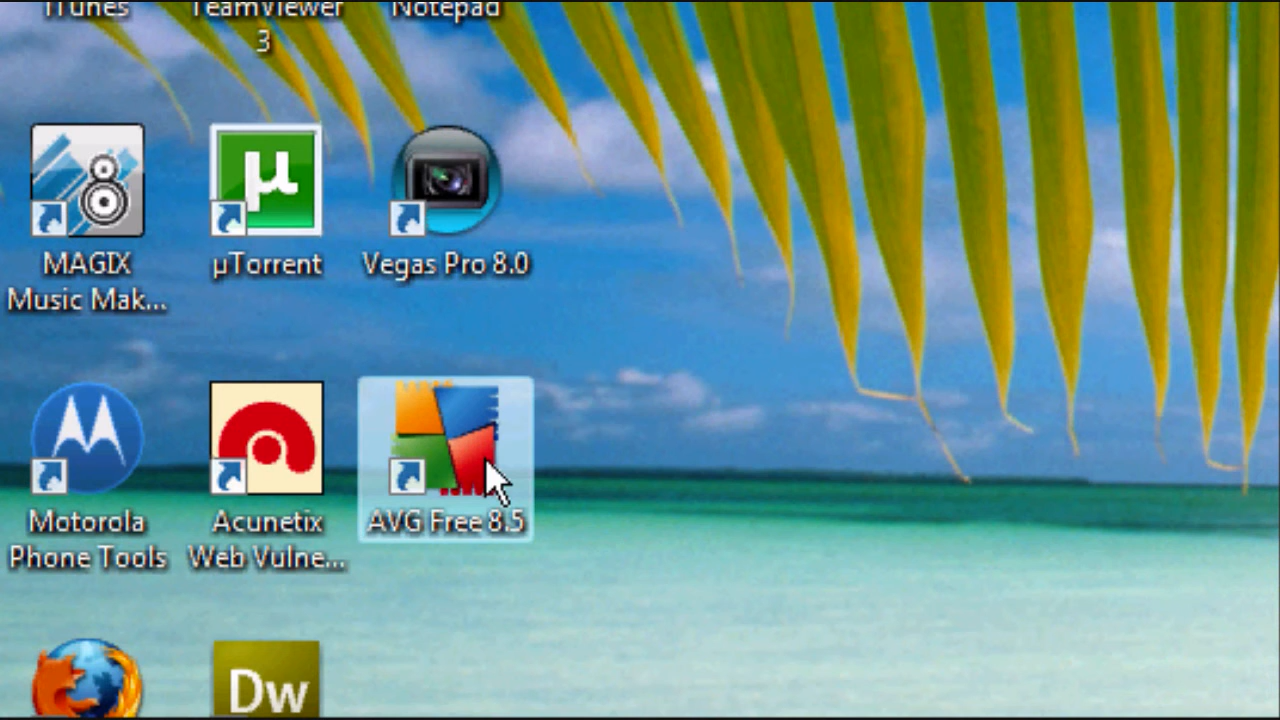 iTunes
TeamViewer
3
Notepad
8
MAGIX
Music Mak...
µ
µTorrent
Vegas Pro 8.0
Motorola
Phone Tools
Acunetix
Web Vulne...
AVG Free 8.5
Dw